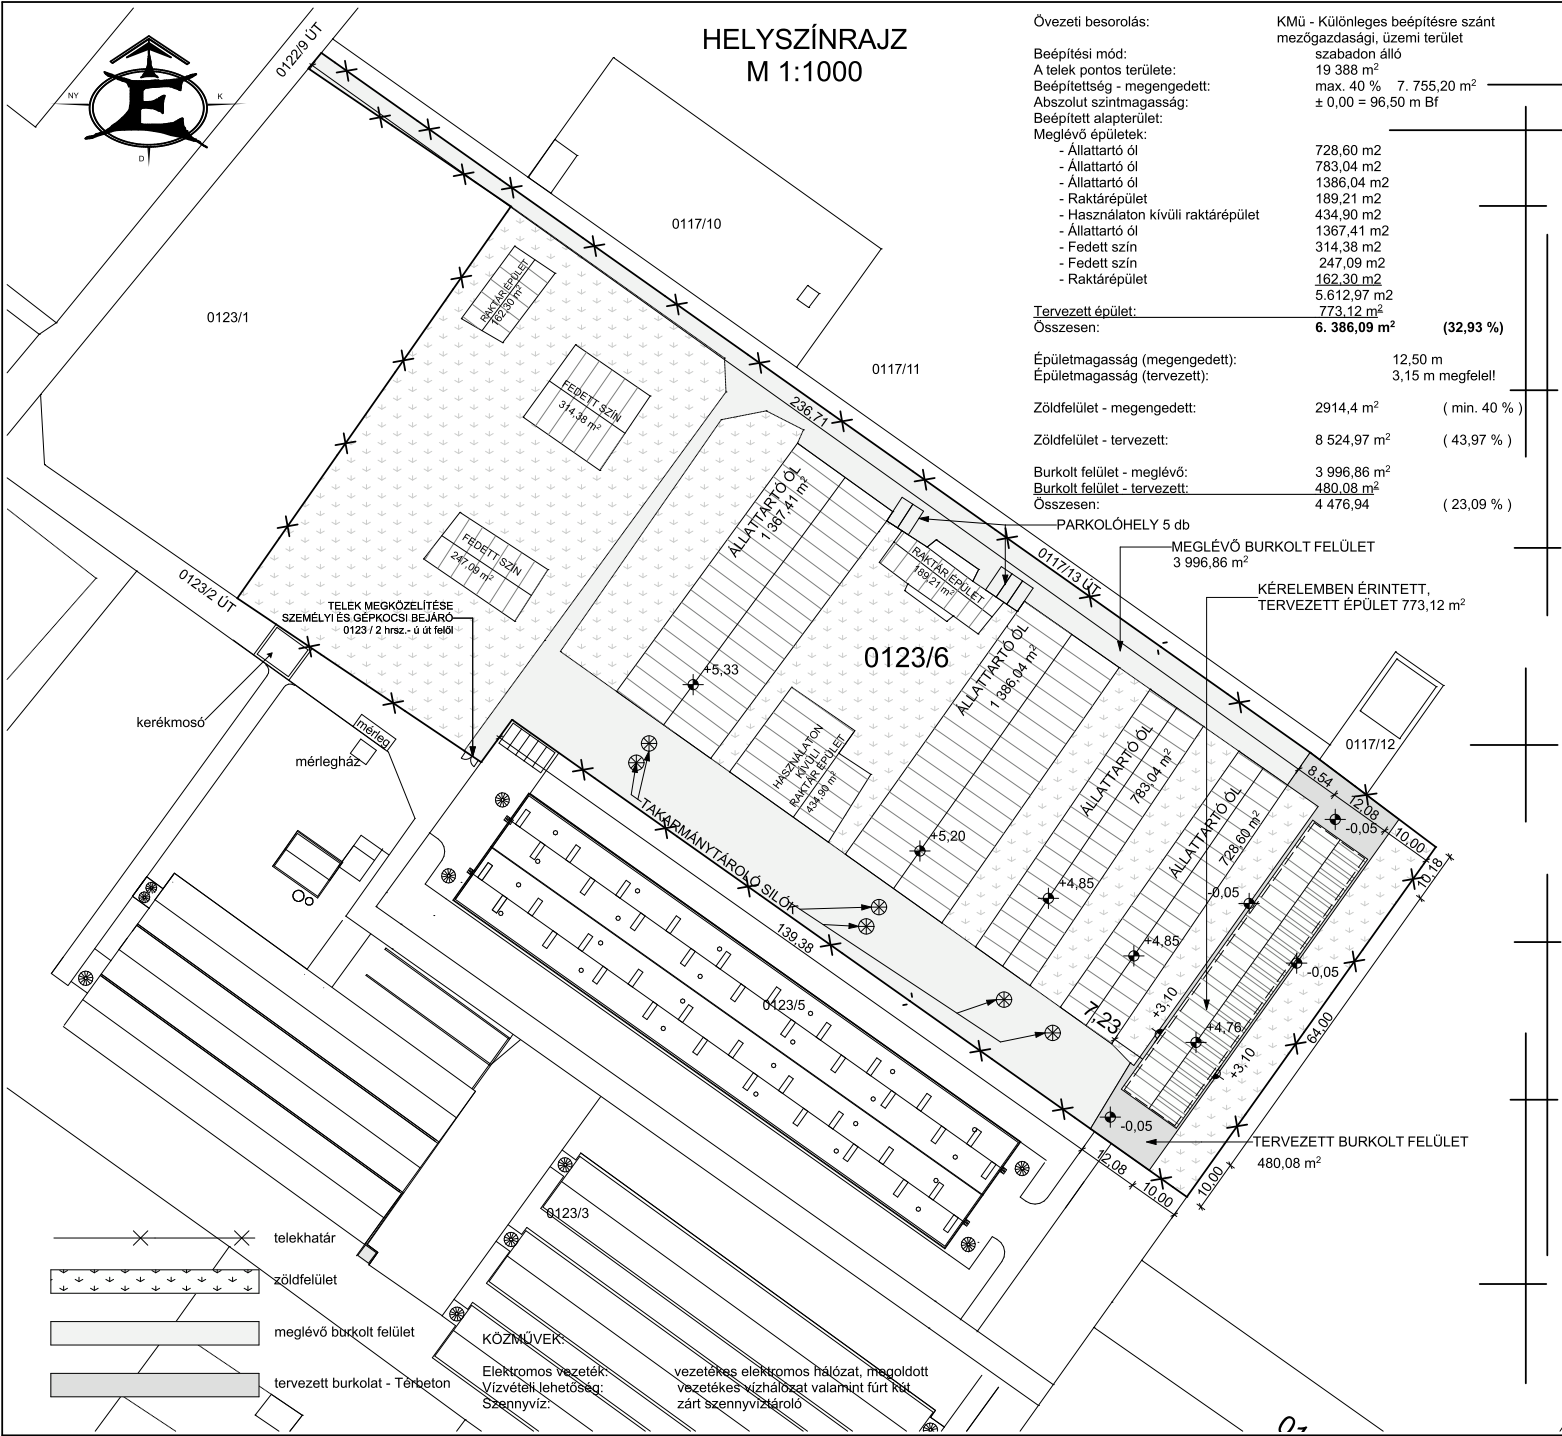 HELYSZÍNRAJZ
M 1:1000
Övezeti besorolás: KMü - Különleges beépítésre szánt
mezőgazdasági, üzemi terület
Beépítési mód: szabadon álló
A telek pontos területe: 19 388 m²
Beépítettség - megengedett: max. 40 % 7. 755,20 m²
Abszolut szintmagasság: ± 0,00 = 96,50 m Bf
Beépített alapterület:
Meglévő épületek:
- Állattartó ól 728,60 m2
- Állattartó ól 783,04 m2
- Állattartó ól 1386,04 m2
- Raktárépület 189,21 m2
- Használaton kívüli raktárépület 434,90 m2
- Állattartó ól 1367,41 m2
- Fedett szín 314,38 m2
- Fedett szín 247,09 m2
- Raktárépület 162,30 m2
5.612,97 m2
Tervezett épület: 773,12 m²
Összesen: 6. 386,09 m² (32,93 %)
Épületmagasság (megengedett): 12,50 m
Épületmagasság (tervezett): 3,15 m megfelel!
Zöldfelület - megengedett: 2914,4 m² ( min. 40 % )
Zöldfelület - tervezett: 8 524,97 m² ( 43,97 % )
Burkolt felület - meglévő: 3 996,86 m²
Burkolt felület - tervezett: 480,08 m²
Összesen: 4 476,94 ( 23,09 % )
É
NY
K
D
0122/9 ÚT
0117/10
0123/1
0117/11
RAKTÁR ÉPÜLET
162,30 m²
FEDETT SZÍN
314,38 m²
236,71
ÁLLATTARTÓ ÓL
1 367,41 m²
FEDETT SZÍN
247,09 m²
0123/2 ÚT
TELEK MEGKÖZELÍTÉSE
SZEMÉLYI ÉS GÉPKOCSI BEJÁRÓ
0123 / 2 hrsz.- ú út felől
PARKOLÓHELY 5 db
MEGLÉVŐ BURKOLT FELÜLET
3 996,86 m²
0117/13 ÚT
KÉRELEMBEN ÉRINTETT,
TERVEZETT ÉPÜLET 773,12 m²
RAKTÁR ÉPÜLET
189,21 m²
0123/6
ÁLLATTARTÓ ÓL
1 386,04 m²
+5,33
kerékmosó
mérleg
mérlegház
HASZNÁLATON
KÍVÜLI
RAKTÁR ÉPÜLET
434,90 m²
ÁLLATTARTÓ ÓL
783,04 m²
0117/12
8,54
12,08
10,00
-0,05
10,18
ÁLLATTARTÓ ÓL
728,60 m²
TAKARMÁNYTÁROLÓ SILÓK
+5,20
+4,85
-0,05
139,38
+4,85
-0,05
0123/5
7,23
+3,10
+4,76
+3,10
64,00
-0,05
TERVEZETT BURKOLT FELÜLET
480,08 m²
12,08
10,00
10,00
0123/3
telekhatár
zöldfelület
meglévő burkolt felület
tervezett burkolat - Térbeton
KÖZMŰVEK:
Elektromos vezeték: vezetékes elektromos hálózat, megoldott
Vízvételi lehetőség: vezetékes vízhálózat valamint fúrt kút
Szennyvíz: zárt szennyvíztároló